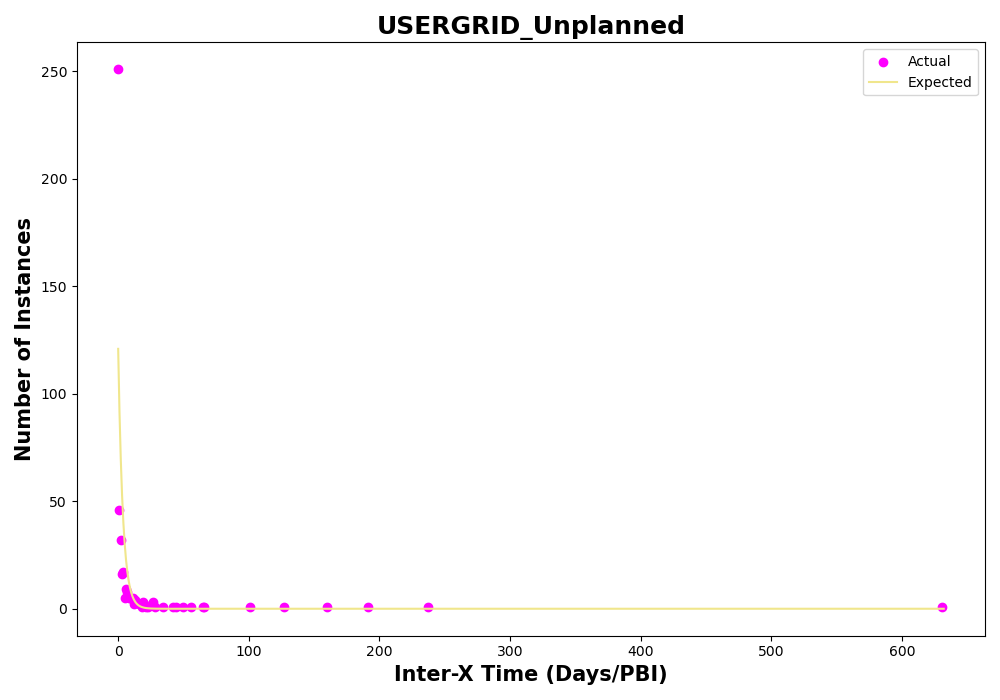 USERGRID_Unplanned
Actual
Expected
Number of Instances
250
200
150
100
50
0
0 100 200 300 400 500 600
Inter-X Time (Days/PBI)